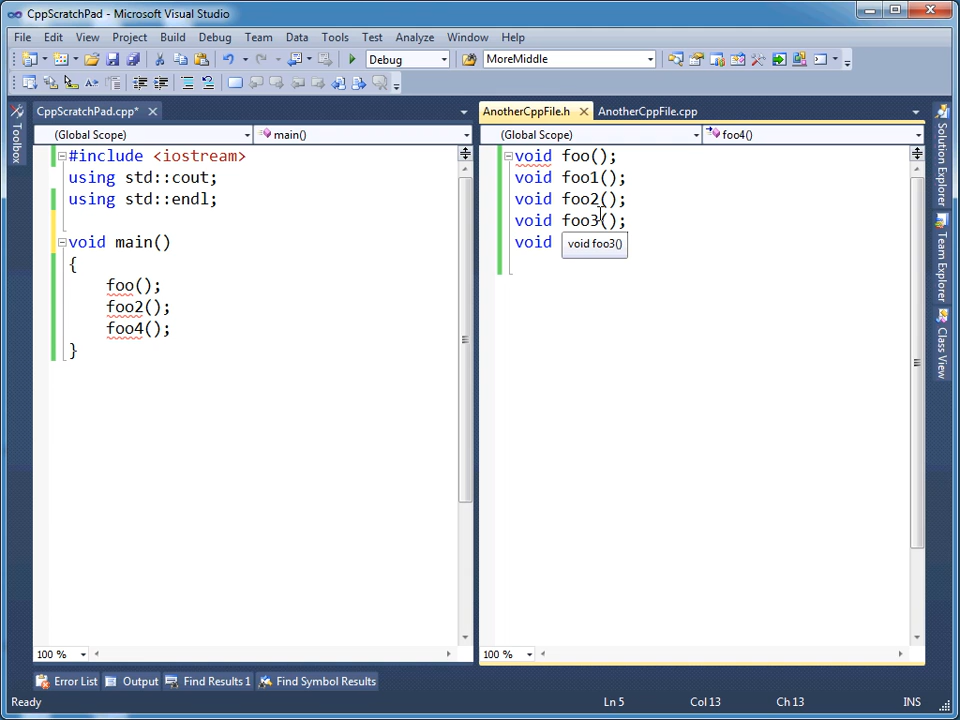 CppScratchPad - Microsoft Visual Studio
File Edit View Project Build Debug Team Data Tools Test Analyze Window Help
Debug MoreMiddle
CppScratchPad.cpp* AnotherCppFile.h AnotherCppFile.cpp
(Global Scope) main() (Global Scope) foo4()
Toolbox
Solution Explorer
Team Explorer
Class View
#include <iostream>
using std::cout;
using std::endl;
void main()
{
foo();
foo2();
foo4();
}
void foo();
void foo1();
void foo2();
void foo3();
void
void foo3()
100 % 100 %
Error List Output Find Results 1 Find Symbol Results
Ready Ln 5 Col 13 Ch 13 INS